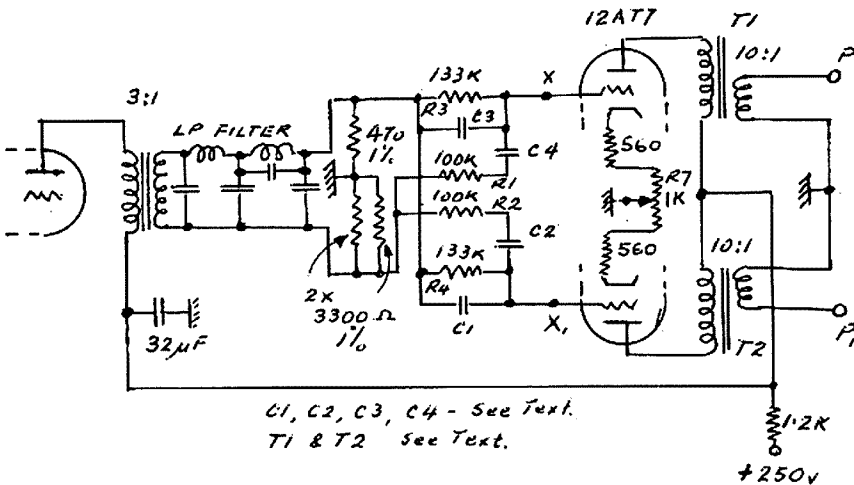 12AT7
T1
10:1
P
3:1
LP FILTER
133K
R3
C3
X
470
1%
C4
560
100K
R1
100K
R2
R7
1K
C2
560
10:1
133K
R4
C1
X1
2X
3300Ω
1%
32µF
T2
P1
C1, C2, C3, C4 - See Text.
T1 & T2 See Text.
1.2K
+250v